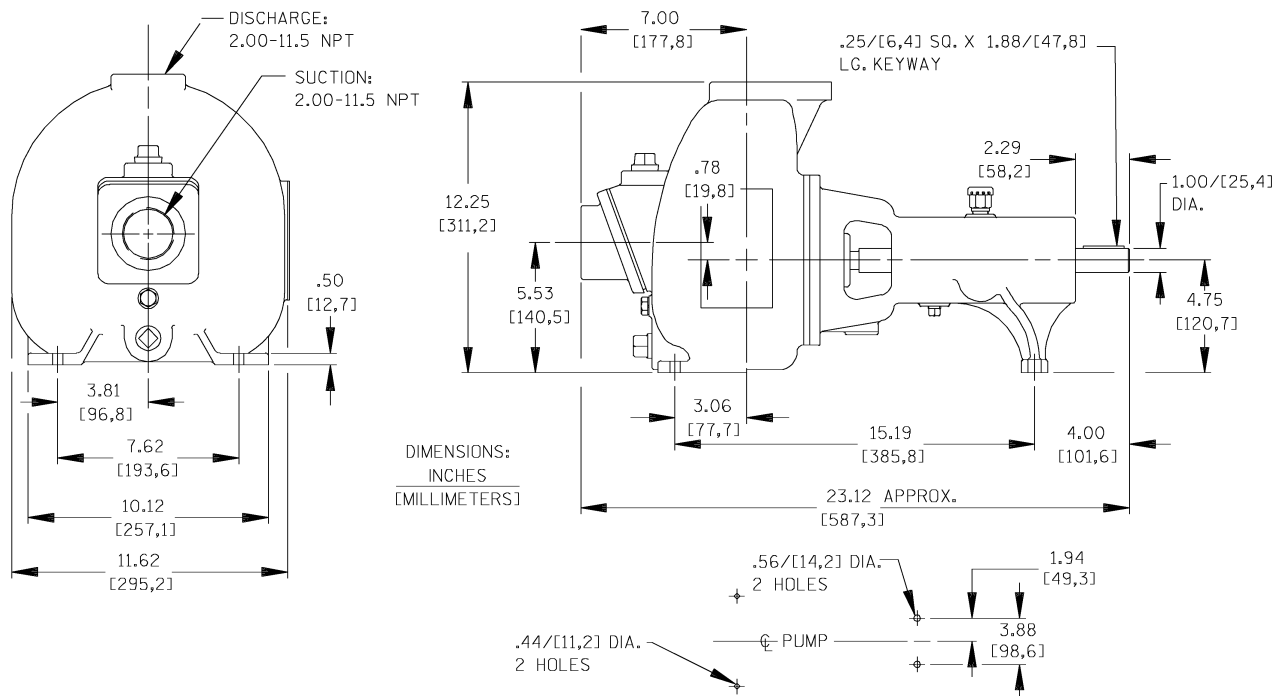 DISCHARGE:
2.00-11.5 NPT
SUCTION:
2.00-11.5 NPT
.50
[12,7]
3.81
[96,8]
7.62
[193,6]
10.12
[257,1]
11.62
[295,2]
7.00
[177,8]
.25/[6,4] SQ. X 1.88/[47,8]
LG. KEYWAY
12.25
[311,2]
.78
[19,8]
2.29
[58,2]
1.00/[25,4]
DIA.
5.53
[140,5]
4.75
[120,7]
3.06
[77,7]
15.19
[385,8]
4.00
[101,6]
23.12 APPROX.
[587,3]
DIMENSIONS:
INCHES
[MILLIMETERS]
.56/[14,2] DIA.
2 HOLES
1.94
[49,3]
.44/[11,2] DIA.
2 HOLES
℄ PUMP
3.88
[98,6]